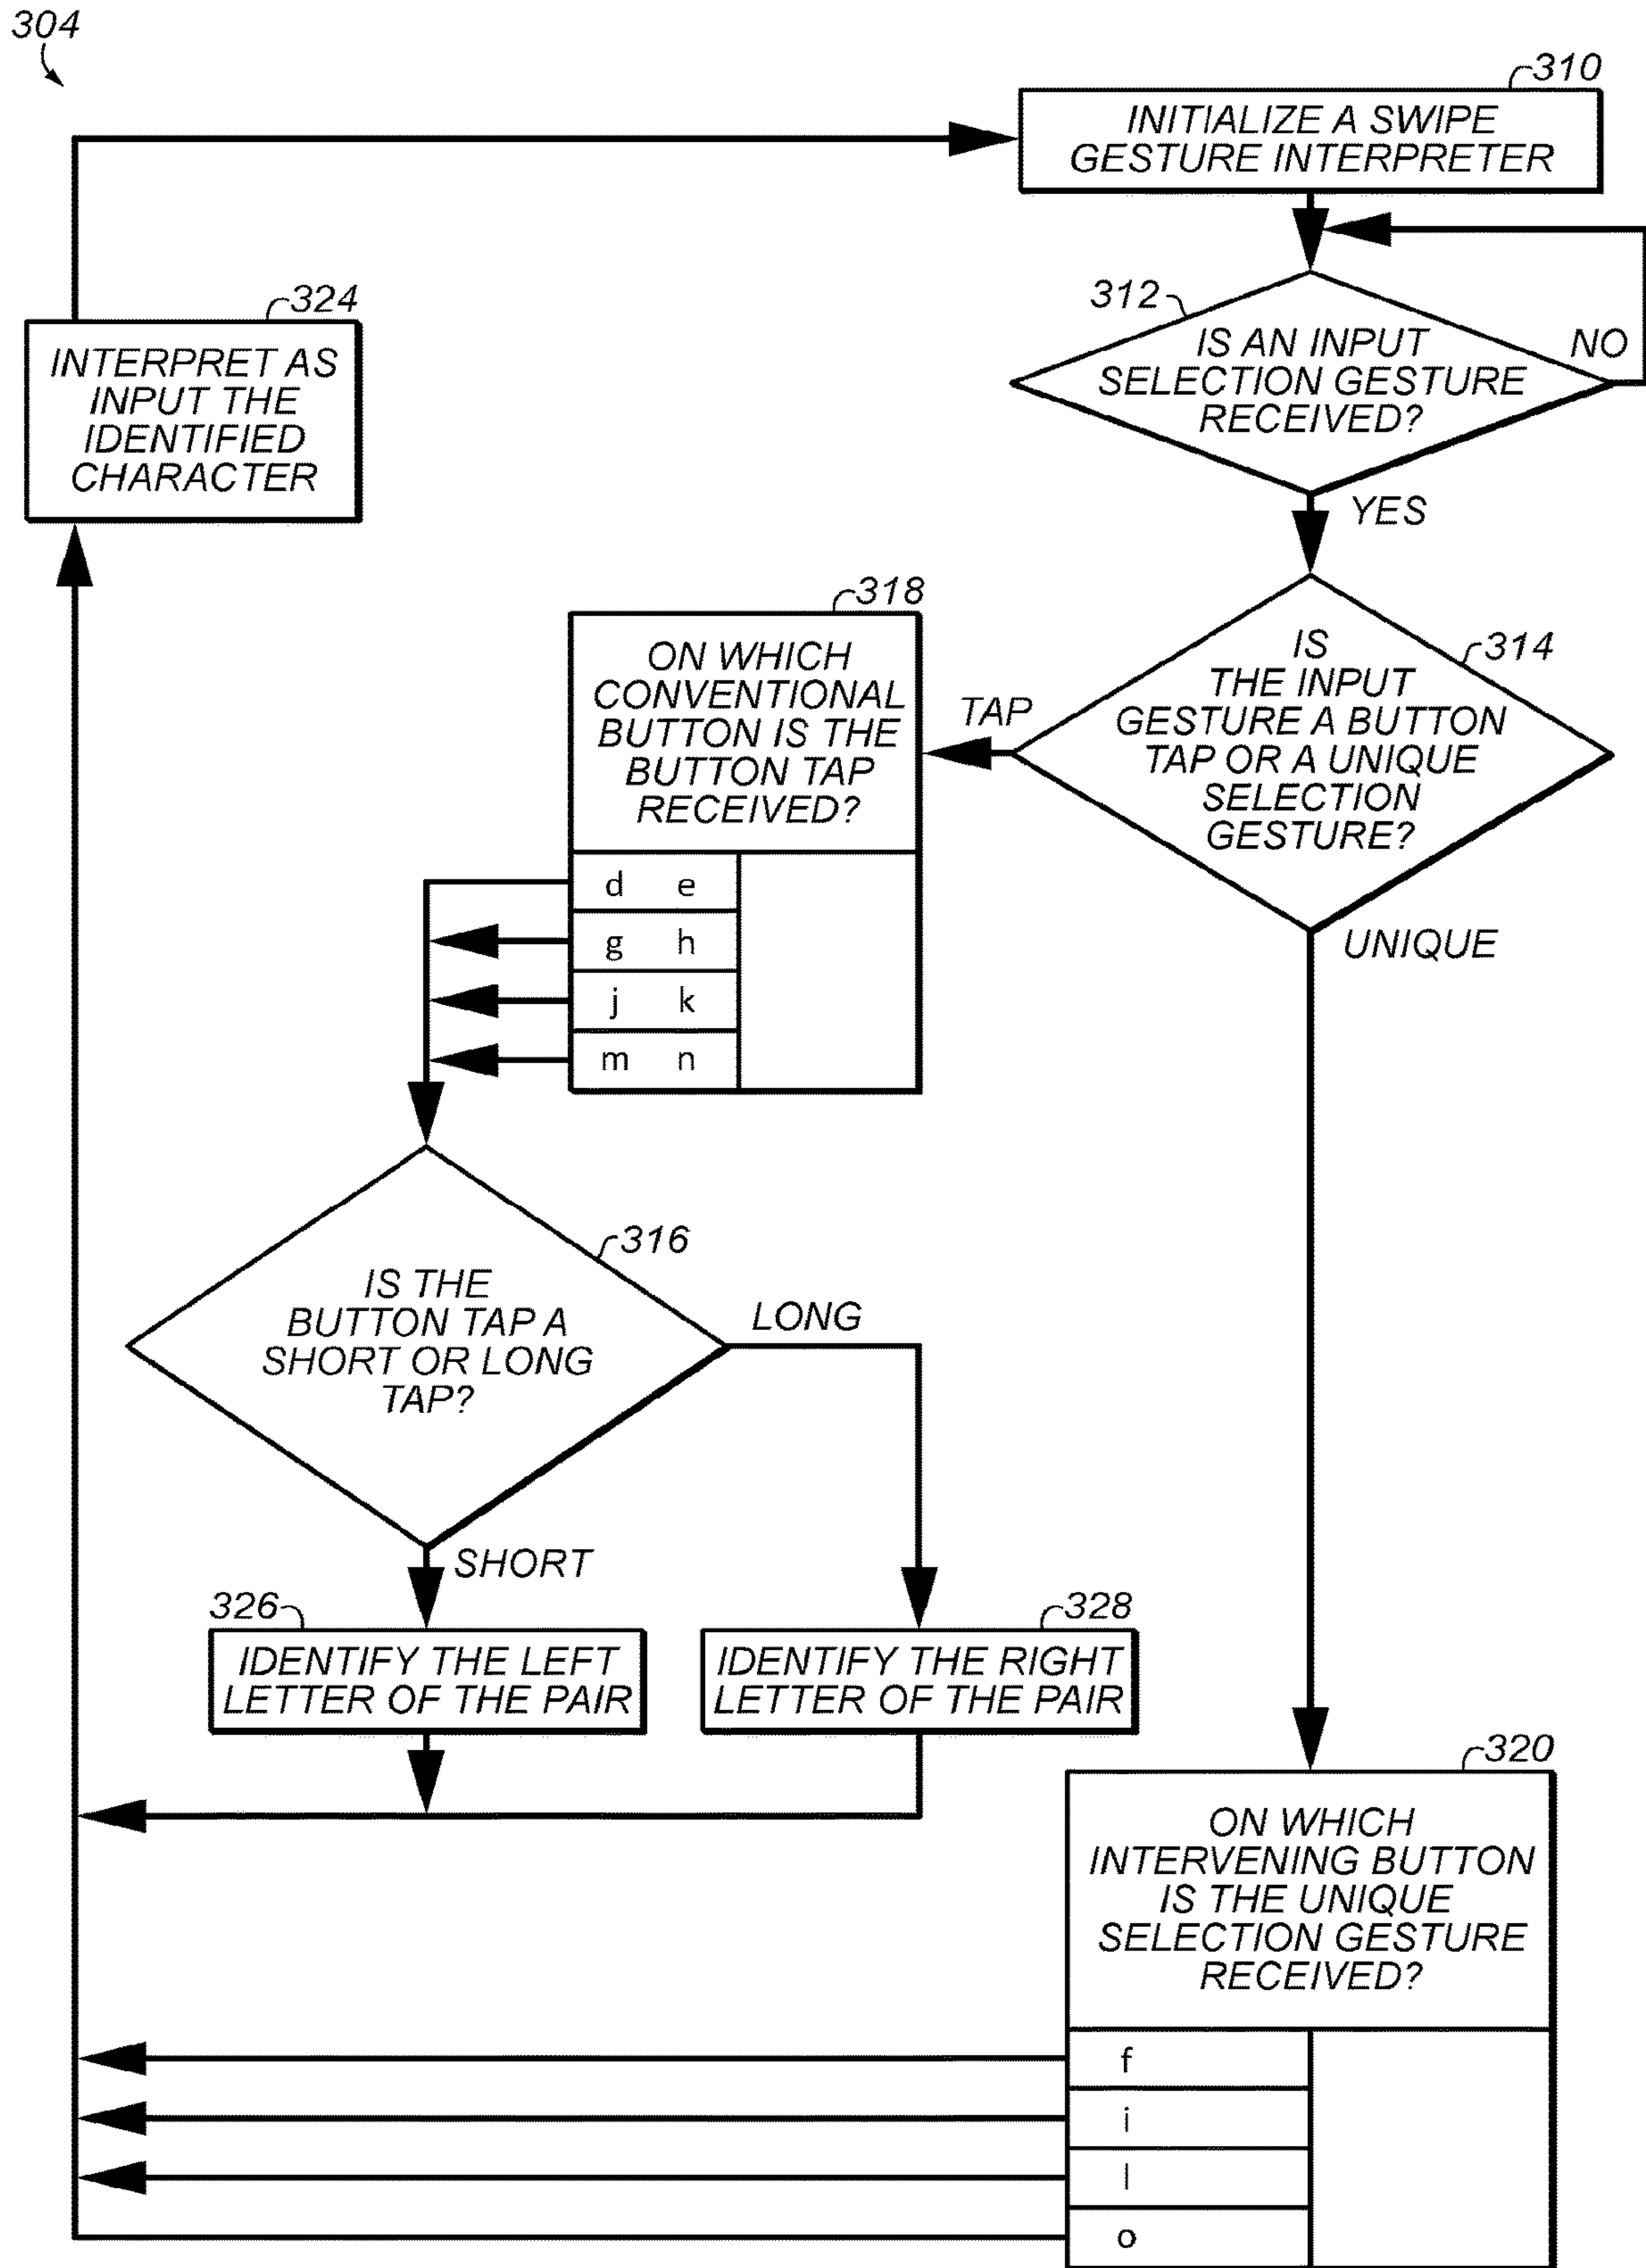 304
310
INITIALIZE A SWIPE
GESTURE INTERPRETER
324
INTERPRET AS
INPUT THE
IDENTIFIED
CHARACTER
312
IS AN INPUT
SELECTION GESTURE
RECEIVED?
NO
YES
318
ON WHICH
CONVENTIONAL
BUTTON IS THE
BUTTON TAP
RECEIVED?
d e
g h
j k
m n
TAP
314
IS
THE INPUT
GESTURE A BUTTON
TAP OR A UNIQUE
SELECTION
GESTURE?
UNIQUE
316
IS THE
BUTTON TAP A
SHORT OR LONG
TAP?
LONG
SHORT
326
IDENTIFY THE LEFT
LETTER OF THE PAIR
328
IDENTIFY THE RIGHT
LETTER OF THE PAIR
320
ON WHICH
INTERVENING BUTTON
IS THE UNIQUE
SELECTION GESTURE
RECEIVED?
f
i
l
o